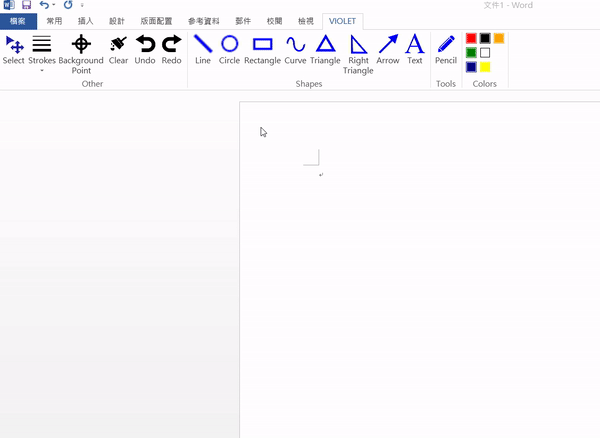 文件1 - Word
檔案 常用 插入 設計 版面配置 參考資料 郵件 校閱 檢視 VIOLET
Select Strokes Background Point Clear Undo Redo Line Circle Rectangle Curve Triangle Right Triangle Arrow Text Pencil
Other Shapes Tools Colors